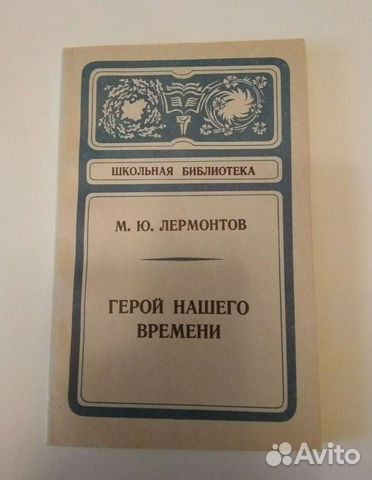 ШКОЛЬНАЯ БИБЛИОТЕКА
М. Ю. ЛЕРМОНТОВ
ГЕРОЙ НАШЕГО
ВРЕМЕНИ
Avito